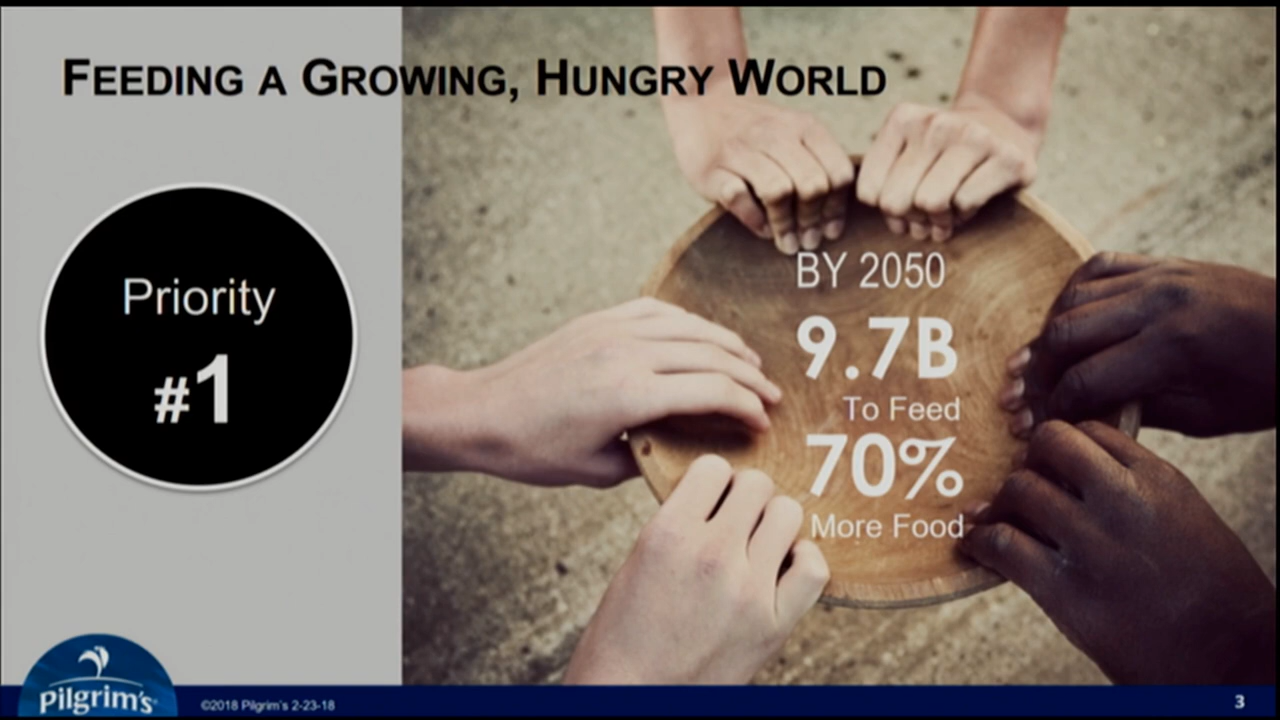 FEEDING A GROWING, HUNGRY WORLD
Priority
#1
BY 2050
9.7B
To Feed
70%
More Food
Pilgrim's
©2018 Pilgrim's 2-23-18
3